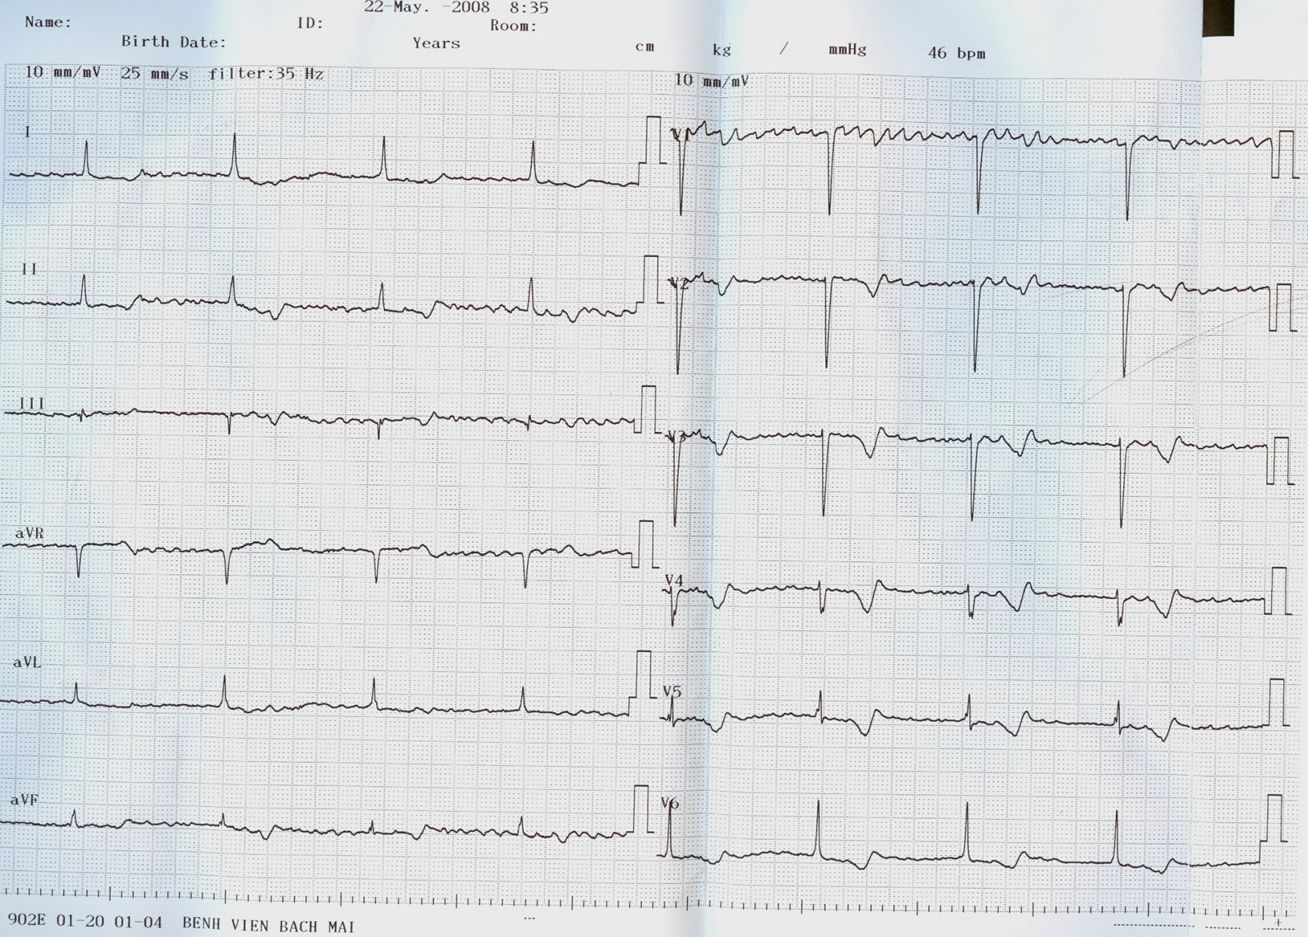 22-May. -2008 8:35
Name: ID: Room:
Birth Date: Years cm kg / mmHg 46 bpm
10 mm/mV 25 mm/s filter:35 Hz 10 mm/mV
I V1
II V2
III V3
aVR V4
aVL V5
aVF V6
902E 01-20 01-04 BENH VIEN BACH MAI